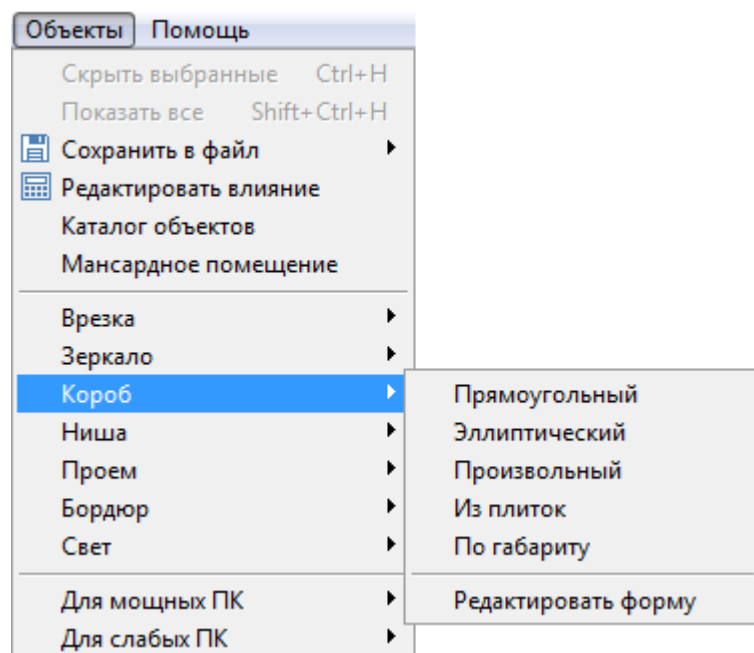 Объекты Помощь
Скрыть выбранные Ctrl+H
Показать все Shift+Ctrl+H
Сохранить в файл
Редактировать влияние
Каталог объектов
Мансардное помещение
Врезка
Зеркало
Короб
Ниша
Проем
Бордюр
Свет
Для мощных ПК
Для слабых ПК
Прямоугольный
Эллиптический
Произвольный
Из плиток
По габариту
Редактировать форму